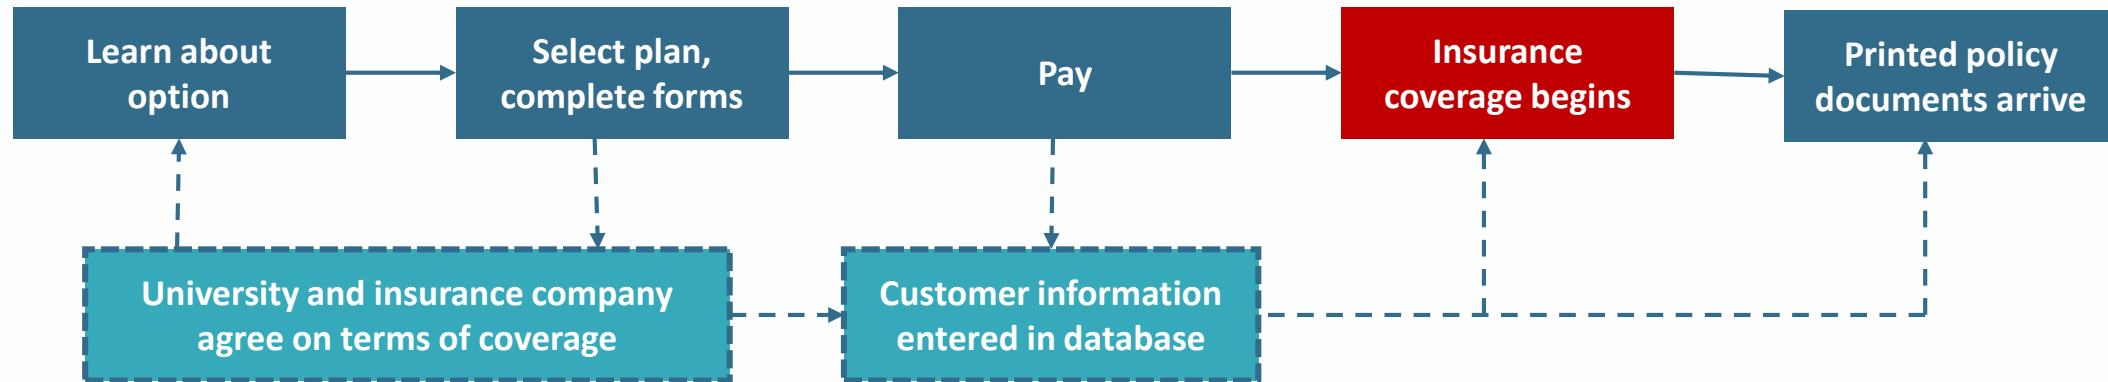 Learn about
option
Select plan,
complete forms
Pay
Insurance
coverage begins
Printed policy
documents arrive
University and insurance company
agree on terms of coverage
Customer information
entered in database